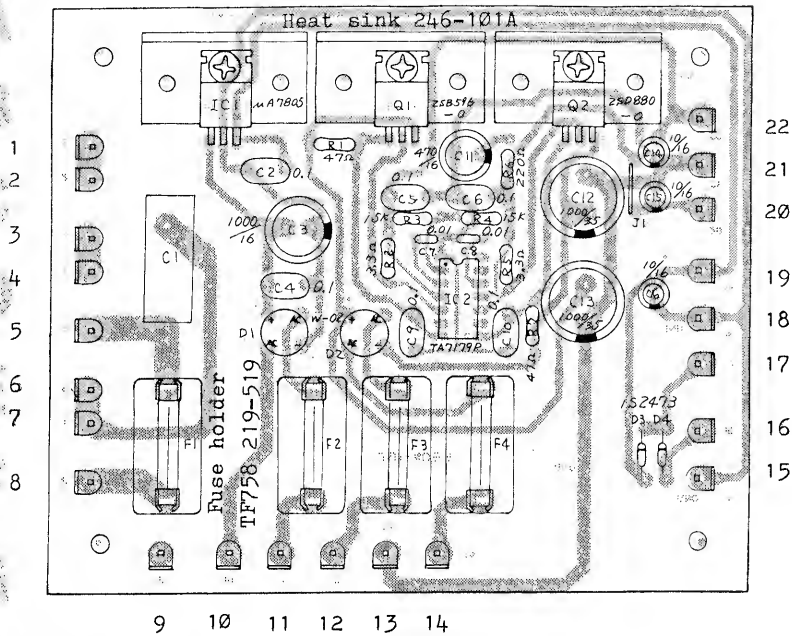 Heat sink 246-101A
IC1
μA7805
Q1
2SB596
-O
Q2
2SD880
-O
1
2
3
4
5
6
7
8
22
21
20
19
18
17
16
15
R1
47Ω
C2
0.1
470
/16
C11
220Ω
C14
10/16
0.1
C5
C6
0.1
C12
1000
/35
C15
10/16
J1
1000
/16
C3
15K
R3
R4
15K
0.01
0.01
C7
C8
3.3Ω
R2
R5
3.3Ω
C1
C4
0.1
IC2
0.1
0.1
C13
1000
/35
10/16
D1
W-02
D2
C9
TA7179P
C10
47Ω
1S2473
D3
D4
Fuse holder
TF758 219-519
F1
F2
F3
F4
9
10
11
12
13
14